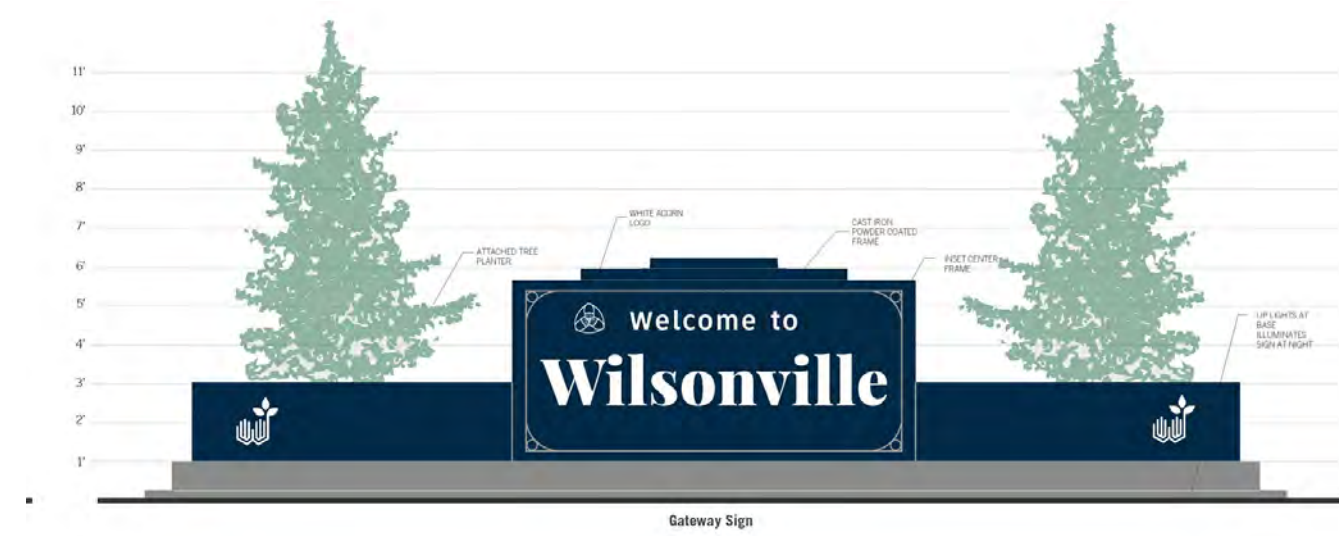 11'
10'
9'
8'
7'
6'
5'
4'
3'
2'
1'
ATTACHED TREE
PLANTER
WHITE ACORN
LOGO
CAST IRON
POWDER COATED
FRAME
INSET CENTER
FRAME
UP LIGHTS AT
BASE
ILLUMINATES
SIGN AT NIGHT
Welcome to
Wilsonville
Gateway Sign